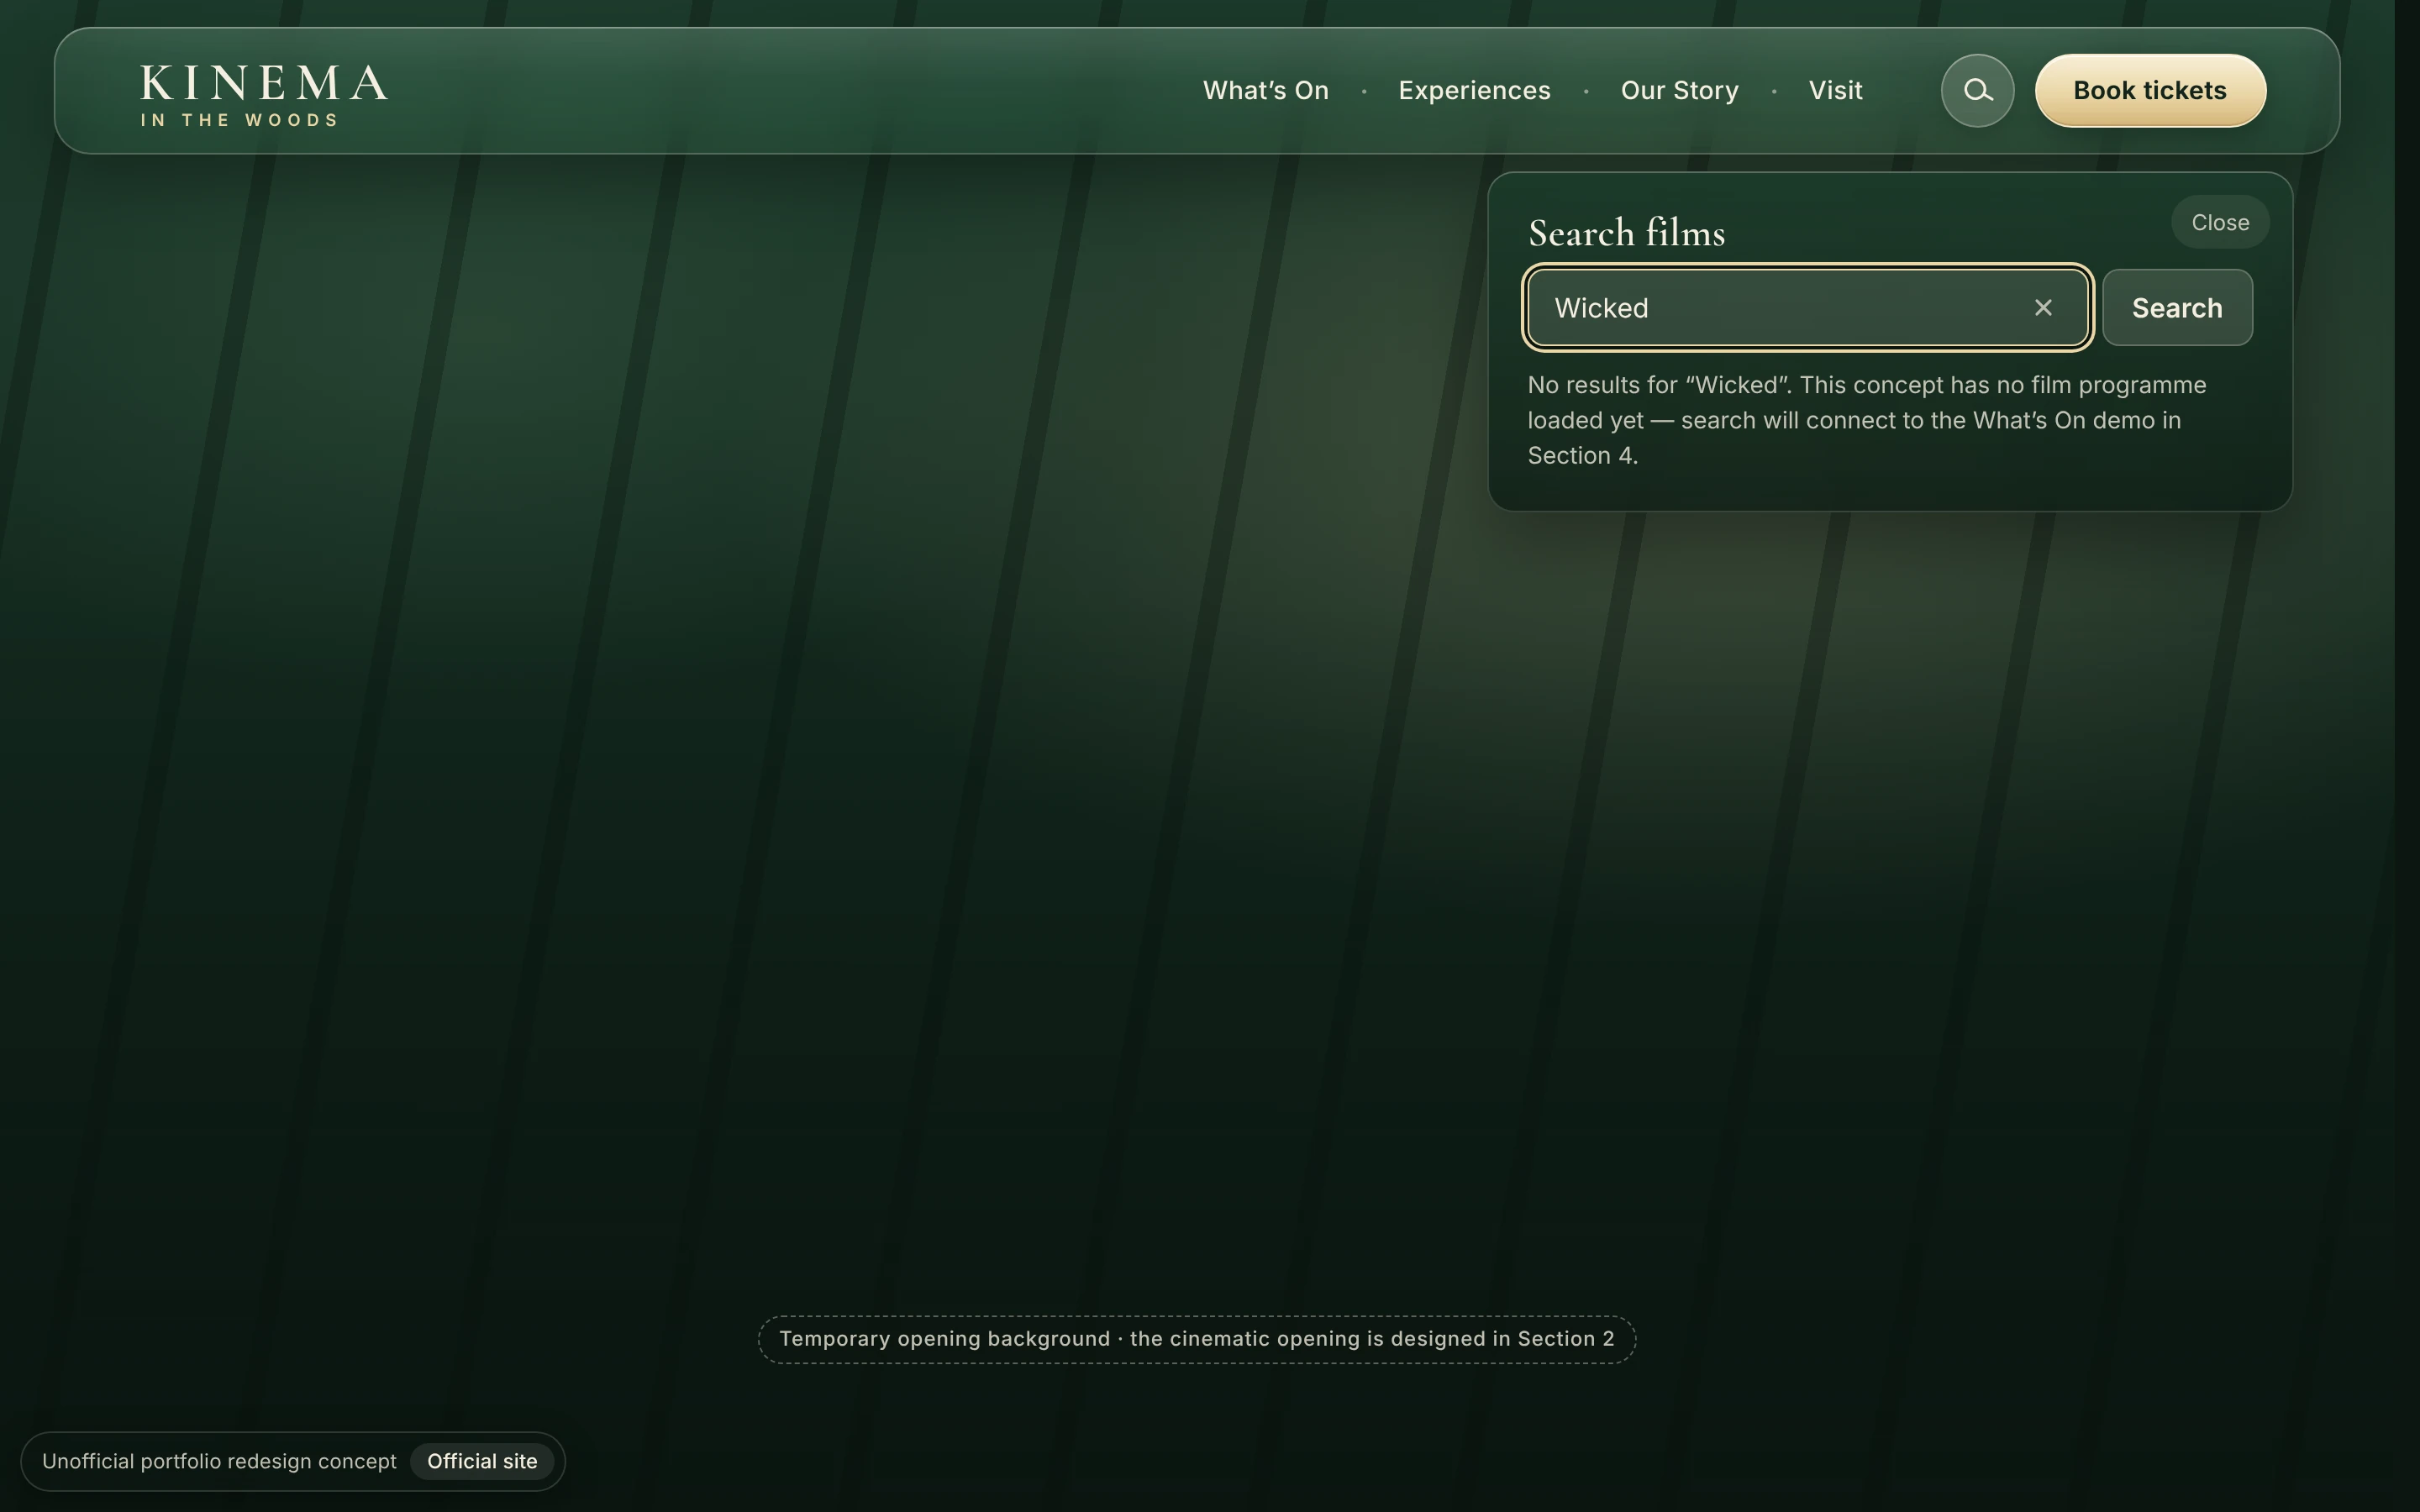 KINEMA
IN THE WOODS
What’s On · Experiences · Our Story · Visit
Book tickets
Search films
Close
Wicked
Search
No results for “Wicked”. This concept has no film programme
loaded yet — search will connect to the What’s On demo in
Section 4.
Temporary opening background · the cinematic opening is designed in Section 2
Unofficial portfolio redesign concept
Official site